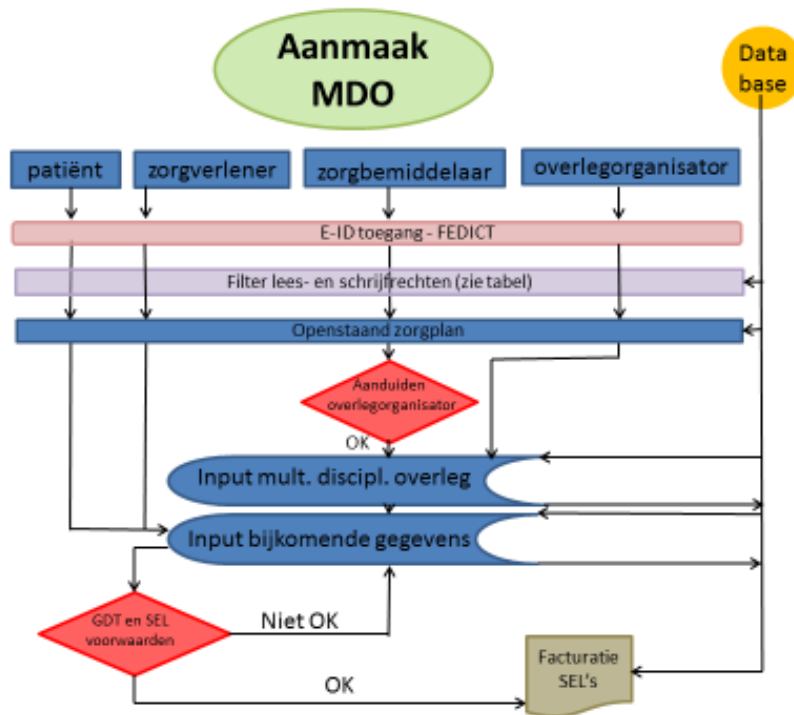 Aanmaak
MDO
Data
base
patiënt
zorgverlener
zorgbemiddelaar
overlegorganisator
E-ID toegang - FEDICT
Filter lees- en schrijfrechten (zie tabel)
Openstaand zorgplan
Aanduiden
overlegorganisator
OK
Input mult. discipl. overleg
Input bijkomende gegevens
GDT en SEL
voorwaarden
Niet OK
OK
Facturatie
SEL's